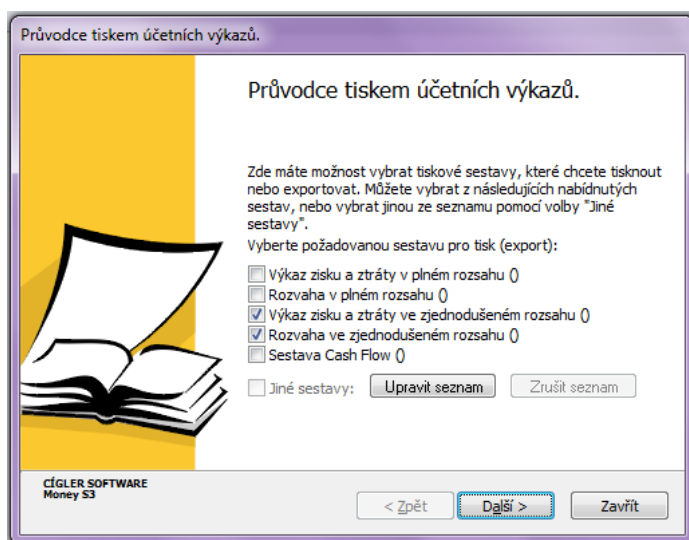 Průvodce tiskem účetních výkazů.
Průvodce tiskem účetních výkazů.
Zde máte možnost vybrat tiskové sestavy, které chcete tisknout
nebo exportovat. Můžete vybrat z následujících nabídnutých
sestav, nebo vybrat jinou ze seznamu pomocí volby "Jiné
sestavy".
Vyberte požadovanou sestavu pro tisk (export):
Výkaz zisku a ztráty v plném rozsahu ()
Rozvaha v plném rozsahu ()
Výkaz zisku a ztráty ve zjednodušeném rozsahu ()
Rozvaha ve zjednodušeném rozsahu ()
Sestava Cash Flow ()
Jiné sestavy: Upravit seznam Zrušit seznam
CÍGLER SOFTWARE
Money S3
< Zpět Další > Zavřít